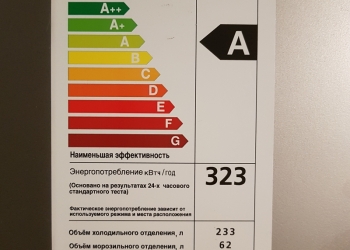 A++
A+
A A
B
C
D
E
F
G
Наименьшая эффективность
Энергопотребление кВтч/год 323
(Основано на результатах 24-х часового
стандартного теста)
Фактическое энергопотребление зависит от
используемого режима и места расположения
Объём холодильного отделения, л 233
Объём морозильного отделения, л 62